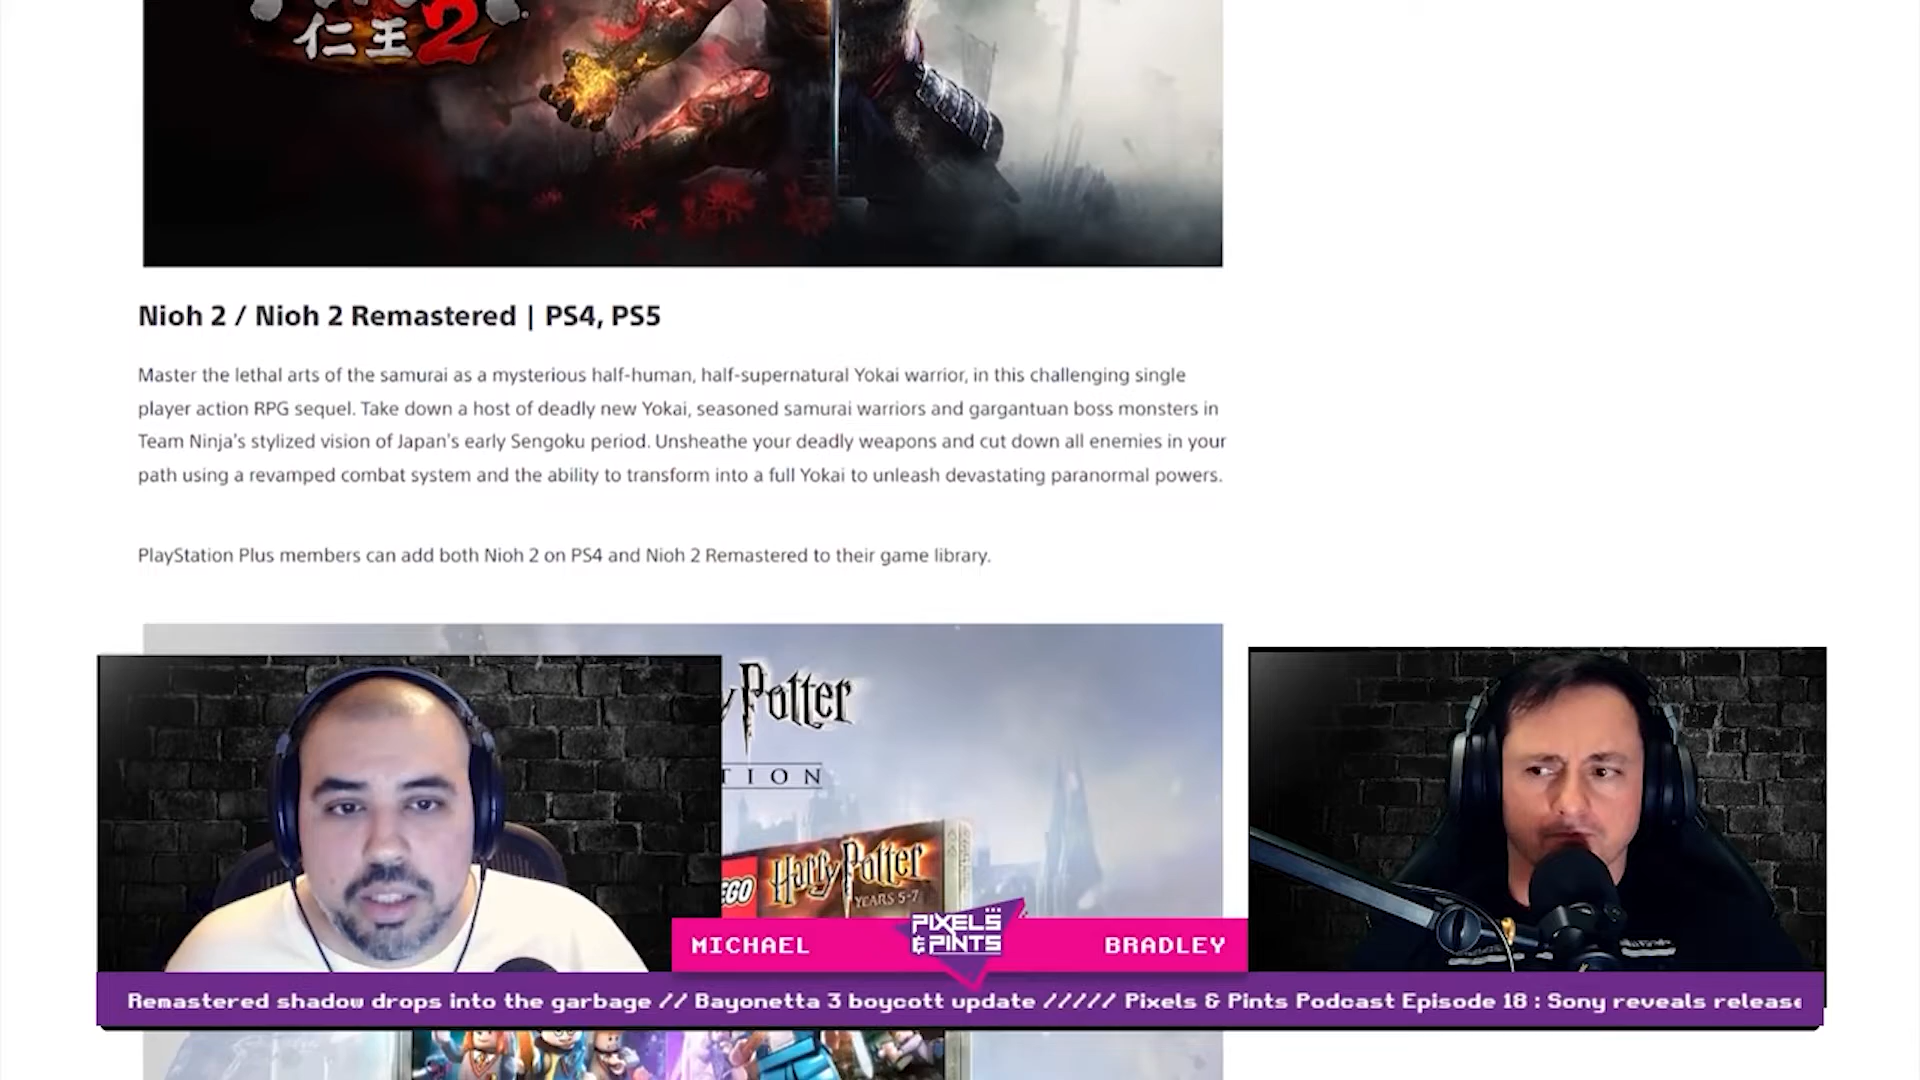 仁王2
Nioh 2 / Nioh 2 Remastered | PS4, PS5
Master the lethal arts of the samurai as a mysterious half-human, half-supernatural Yokai warrior, in this challenging single
player action RPG sequel. Take down a host of deadly new Yokai, seasoned samurai warriors and gargantuan boss monsters in
Team Ninja's stylized vision of Japan's early Sengoku period. Unsheathe your deadly weapons and cut down all enemies in your
path using a revamped combat system and the ability to transform into a full Yokai to unleash devastating paranormal powers.
PlayStation Plus members can add both Nioh 2 on PS4 and Nioh 2 Remastered to their game library.
y Potter
TION
EGO
Harry Potter
YEARS 5-7
MICHAEL
PIXELS
& PINTS
BRADLEY
Remastered shadow drops into the garbage // Bayonetta 3 boycott update ///// Pixels & Pints Podcast Episode 18 : Sony reveals release